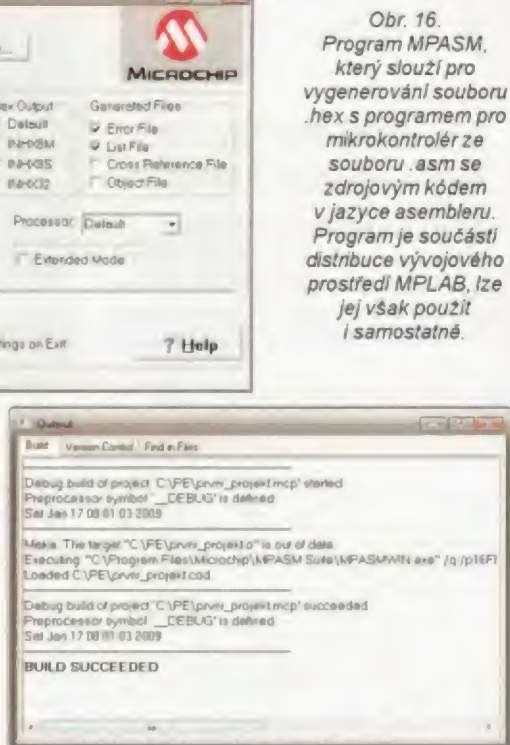 MICROCHIP
Hex Output
Generated Files
Default
Error File
INHX8M
List File
INHX8S
Cross Reference File
INHX32
Object File
Processor: Default
Extended Mode
ings on Exit
? Help
Obr. 16.
Program MPASM,
který slouží pro
vygenerování souboru
.hex s programem pro
mikrokontrolér ze
souboru .asm se
zdrojovým kódem
v jazyce asembleru.
Program je součástí
distribuce vývojového
prostředí MPLAB, lze
jej však použít
i samostatně.
Output
Build Version Control Find in Files
Debug build of project `C:\PE\prvni_projekt.mcp' started.
Preprocessor symbol `__DEBUG' is defined.
Sat Jan 17 08:01:03 2009
Make: The target "C:\PE\prvni_projekt.o" is out of date.
Executing: "C:\Program Files\Microchip\MPASM Suite\MPASMWIN.exe" /q /p16F
Loaded C:\PE\prvni_projekt.cod.
Debug build of project `C:\PE\prvni_projekt.mcp' succeeded.
Preprocessor symbol `__DEBUG' is defined.
Sat Jan 17 08:01:03 2009
BUILD SUCCEEDED